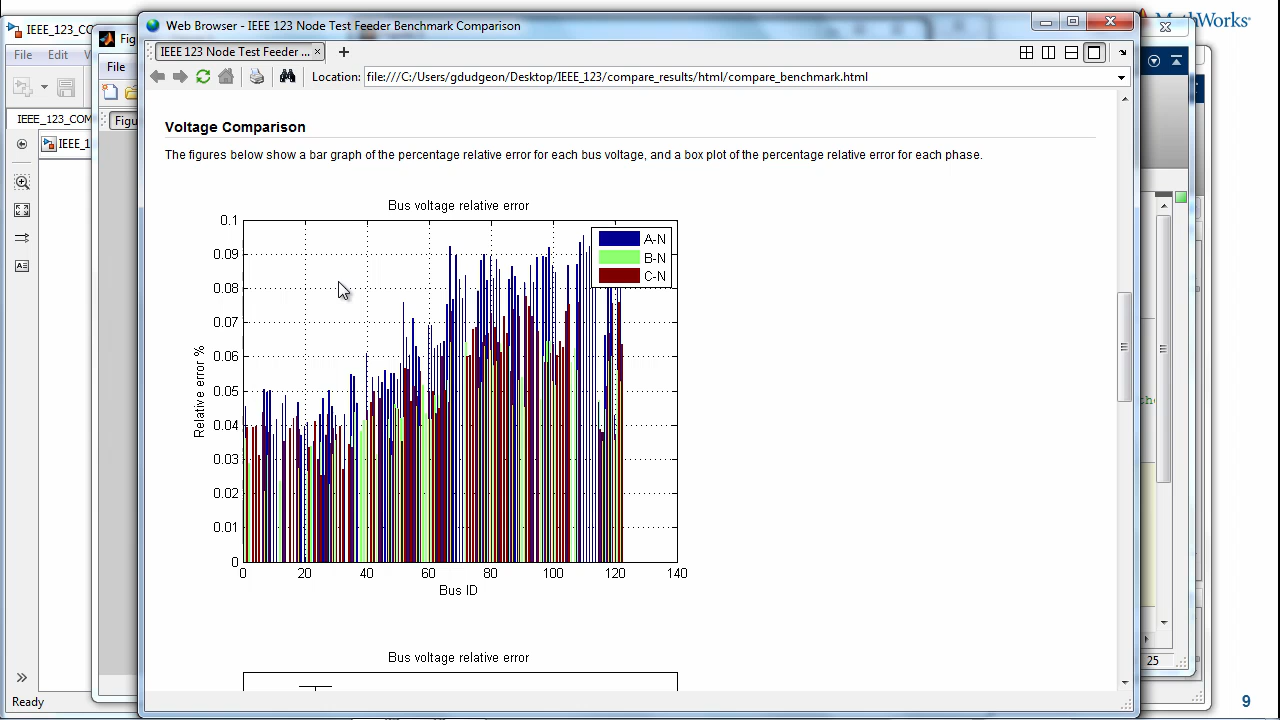 MathWorks®
IEEE_123_CO
File Edit V
IEEE_123_COM
IEEE_1
Ready
Fig
File
Figu
Web Browser - IEEE 123 Node Test Feeder Benchmark Comparison
IEEE 123 Node Test Feeder ... ×
Location: file:///C:/Users/gduodeon/Desktop/IEEE_123/compare_results/html/compare_benchmark.html
Voltage Comparison
The figures below show a bar graph of the percentage relative error for each bus voltage, and a box plot of the percentage relative error for each phase.
Bus voltage relative error
0.1
0.09
0.08
0.07
0.06
0.05
0.04
0.03
0.02
0.01
0
Relative error %
A-N
B-N
C-N
0 20 40 60 80 100 120 140
Bus ID
Bus voltage relative error
25
9